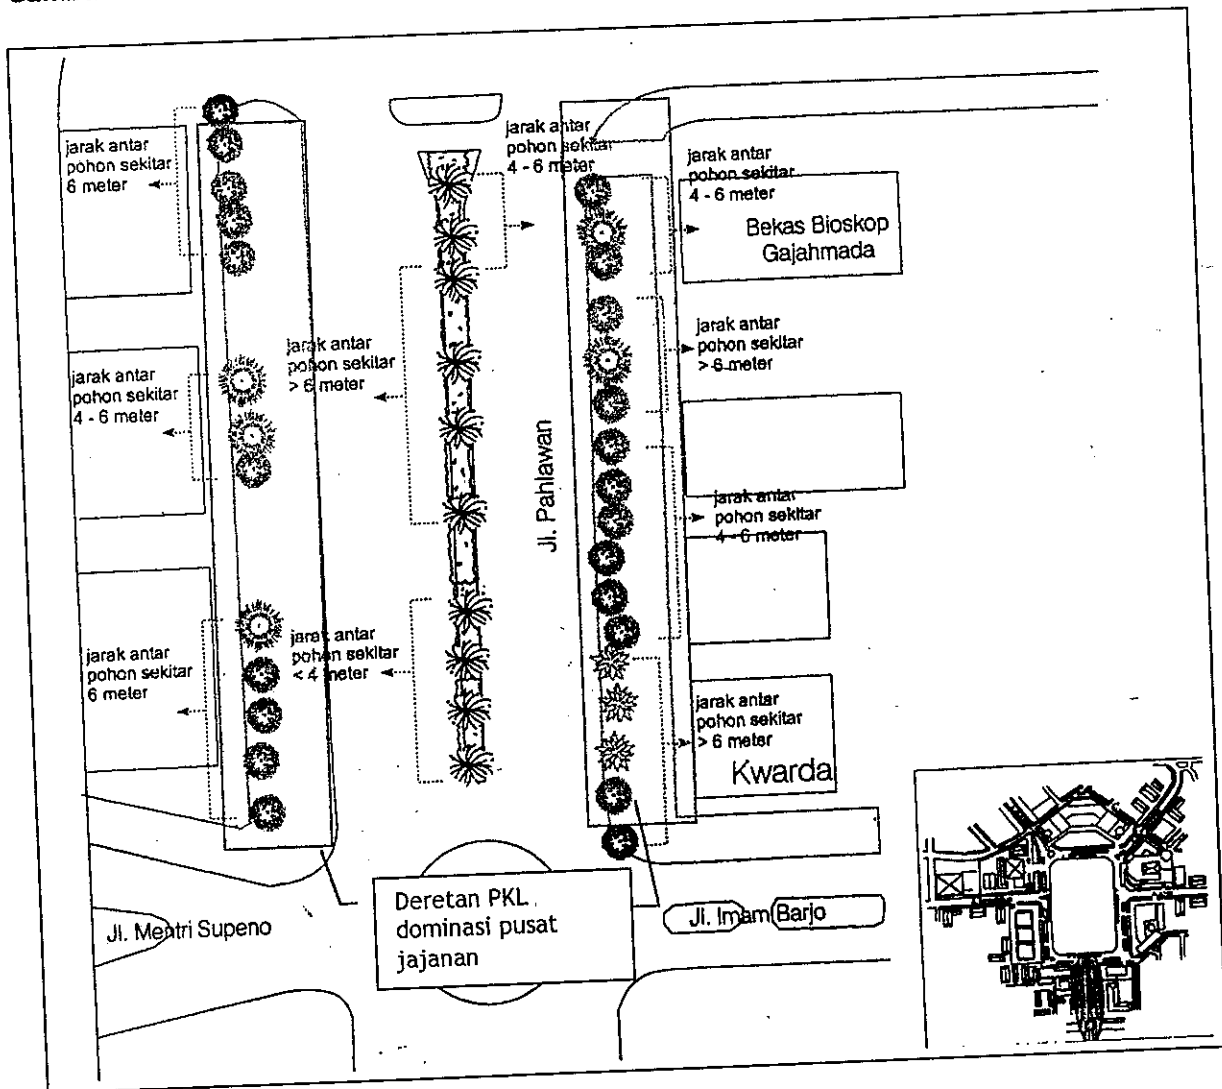 jarak antar
pohon sekitar
6 meter
jarak antar
pohon sekitar
4 - 6 meter
jarak antar
pohon sekitar
4 - 6 meter
Bekas Bioskop
Gajahmada
jarak antar
pohon sekitar
> 6 meter
jarak antar
pohon sekitar
> 6 meter
jarak antar
pohon sekitar
4 - 6 meter
Jl. Pahlawan
jarak antar
pohon sekitar
4 - 6 meter
jarak antar
pohon sekitar
6 meter
jarak antar
pohon sekitar
< 4 meter
jarak antar
pohon sekitar
> 6 meter
Kwarda
Deretan PKL
dominasi pusat
jajanan
Jl. Mentri Supeno
Jl. Imam Barjo